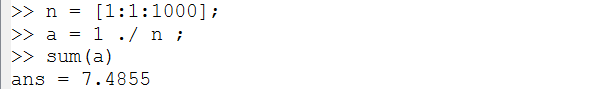 >> n = [1:1:1000];
>> a = 1 ./ n ;
>> sum(a)
ans = 7.4855